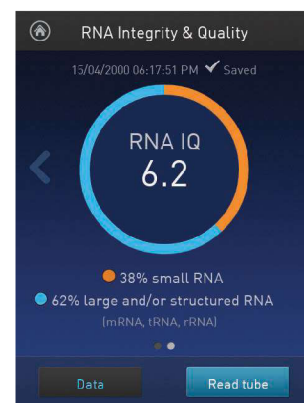 RNA Integrity & Quality
15/04/2000 06:17:51 PM Saved
RNA IQ
6.2
38% small RNA
62% large and/or structured RNA
(mRNA, tRNA, rRNA)
Data
Read tube